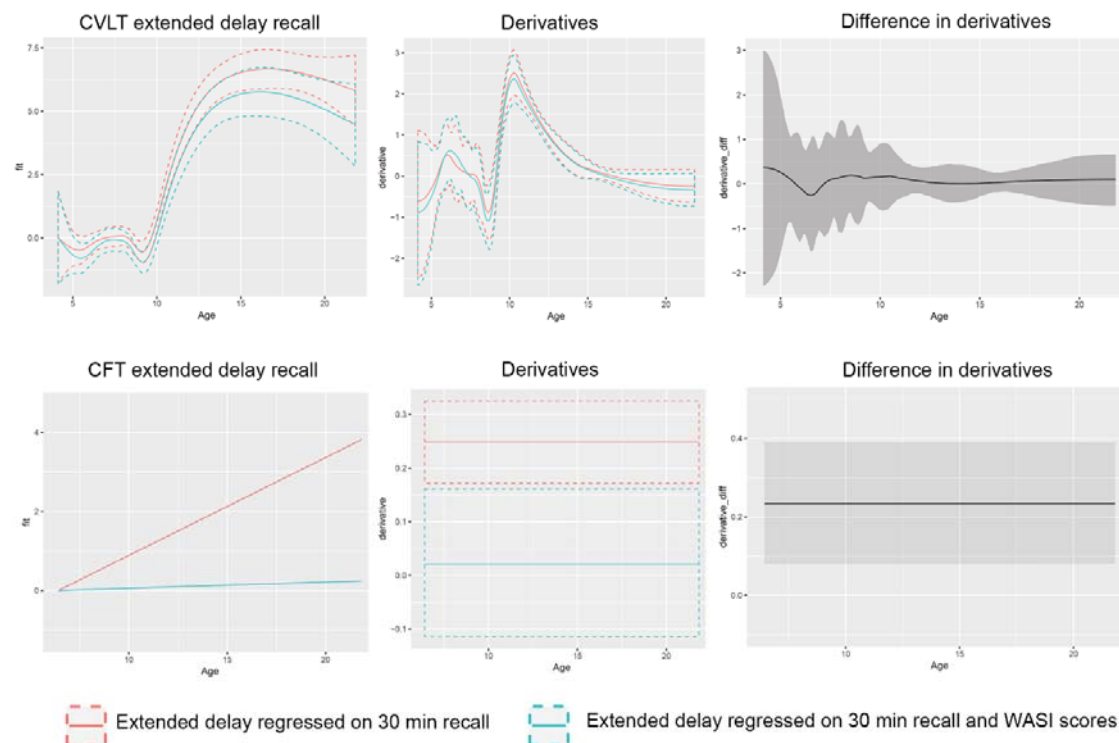 CVLT extended delay recall
Derivatives
Difference in derivatives
7.5
5.0
2.5
0.0
fit
5
10
15
20
Age
3
2
1
0
−1
−2
derivative
5
10
15
20
Age
3
2
1
0
−1
−2
derivative_diff
5
10
15
20
Age
CFT extended delay recall
Derivatives
Difference in derivatives
4
2
0
fit
10
15
20
Age
0.3
0.2
0.1
0.0
−0.1
derivative
10
15
20
Age
0.4
0.2
0.0
derivative_diff
10
15
20
Age
Extended delay regressed on 30 min recall
Extended delay regressed on 30 min recall and WASI scores